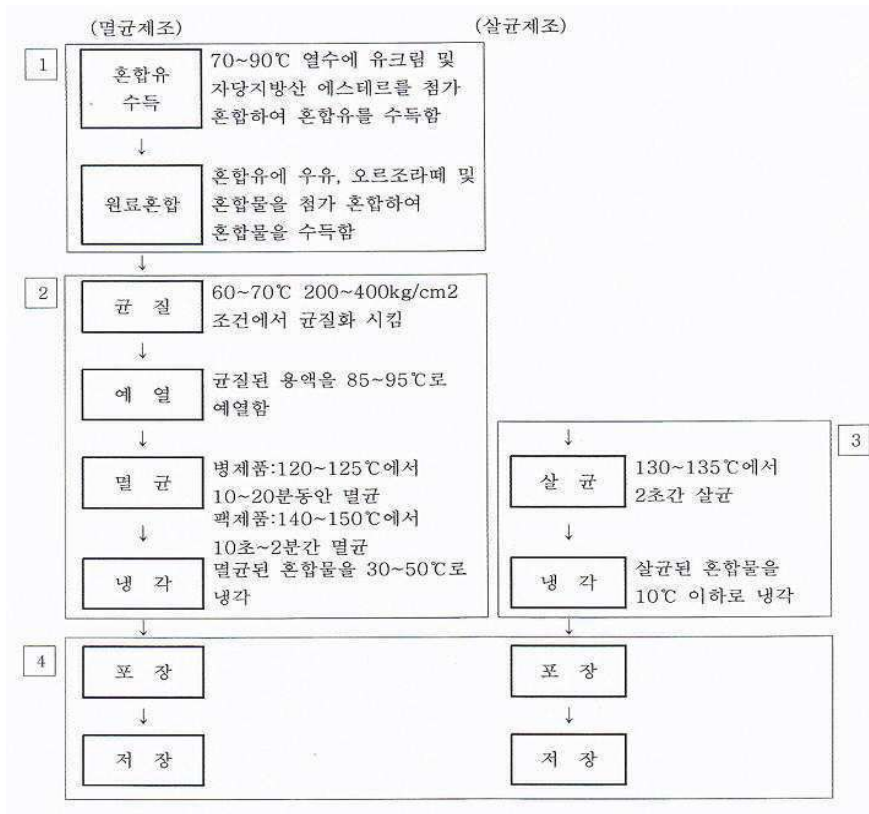 (멸균제조)
(살균제조)
1
혼합유
수득
70~90℃ 열수에 유크림 및
자당지방산 에스테르를 첨가
혼합하여 혼합유를 수득함
↓
원료혼합
혼합유에 우유, 오르조라떼 및
혼합물을 첨가 혼합하여
혼합물을 수득함
↓
2
균 질
60~70℃ 200~400kg/cm2
조건에서 균질화 시킴
↓
예 열
균질된 용액을 85~95℃로
예열함
↓
멸 균
병제품:120~125℃에서
10~20분동안 멸균
팩제품:140~150℃에서
10초~2분간 멸균
↓
냉 각
멸균된 혼합물을 30~50℃로
냉각
↓
3
↓
살 균
130~135℃에서
2초간 살균
↓
냉 각
살균된 혼합물을
10℃ 이하로 냉각
↓
4
포 장
↓
저 장
포 장
↓
저 장